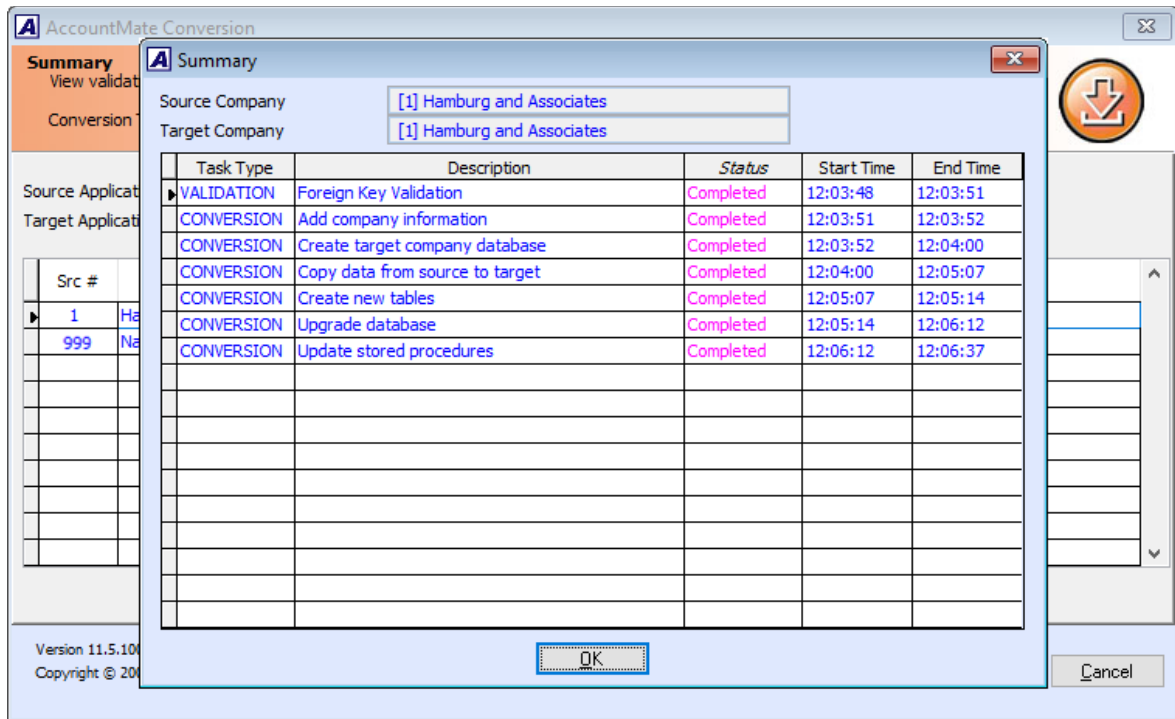 AccountMate Conversion
Summary
View validat
Conversion T
Source Applicat
Target Applicati
Src #
1 Ha
999 Na
Version 11.5.100
Copyright © 200
Cancel
Summary
Source Company [1] Hamburg and Associates
Target Company [1] Hamburg and Associates
Task Type Description Status Start Time End Time
VALIDATION Foreign Key Validation Completed 12:03:48 12:03:51
CONVERSION Add company information Completed 12:03:51 12:03:52
CONVERSION Create target company database Completed 12:03:52 12:04:00
CONVERSION Copy data from source to target Completed 12:04:00 12:05:07
CONVERSION Create new tables Completed 12:05:07 12:05:14
CONVERSION Upgrade database Completed 12:05:14 12:06:12
CONVERSION Update stored procedures Completed 12:06:12 12:06:37
OK